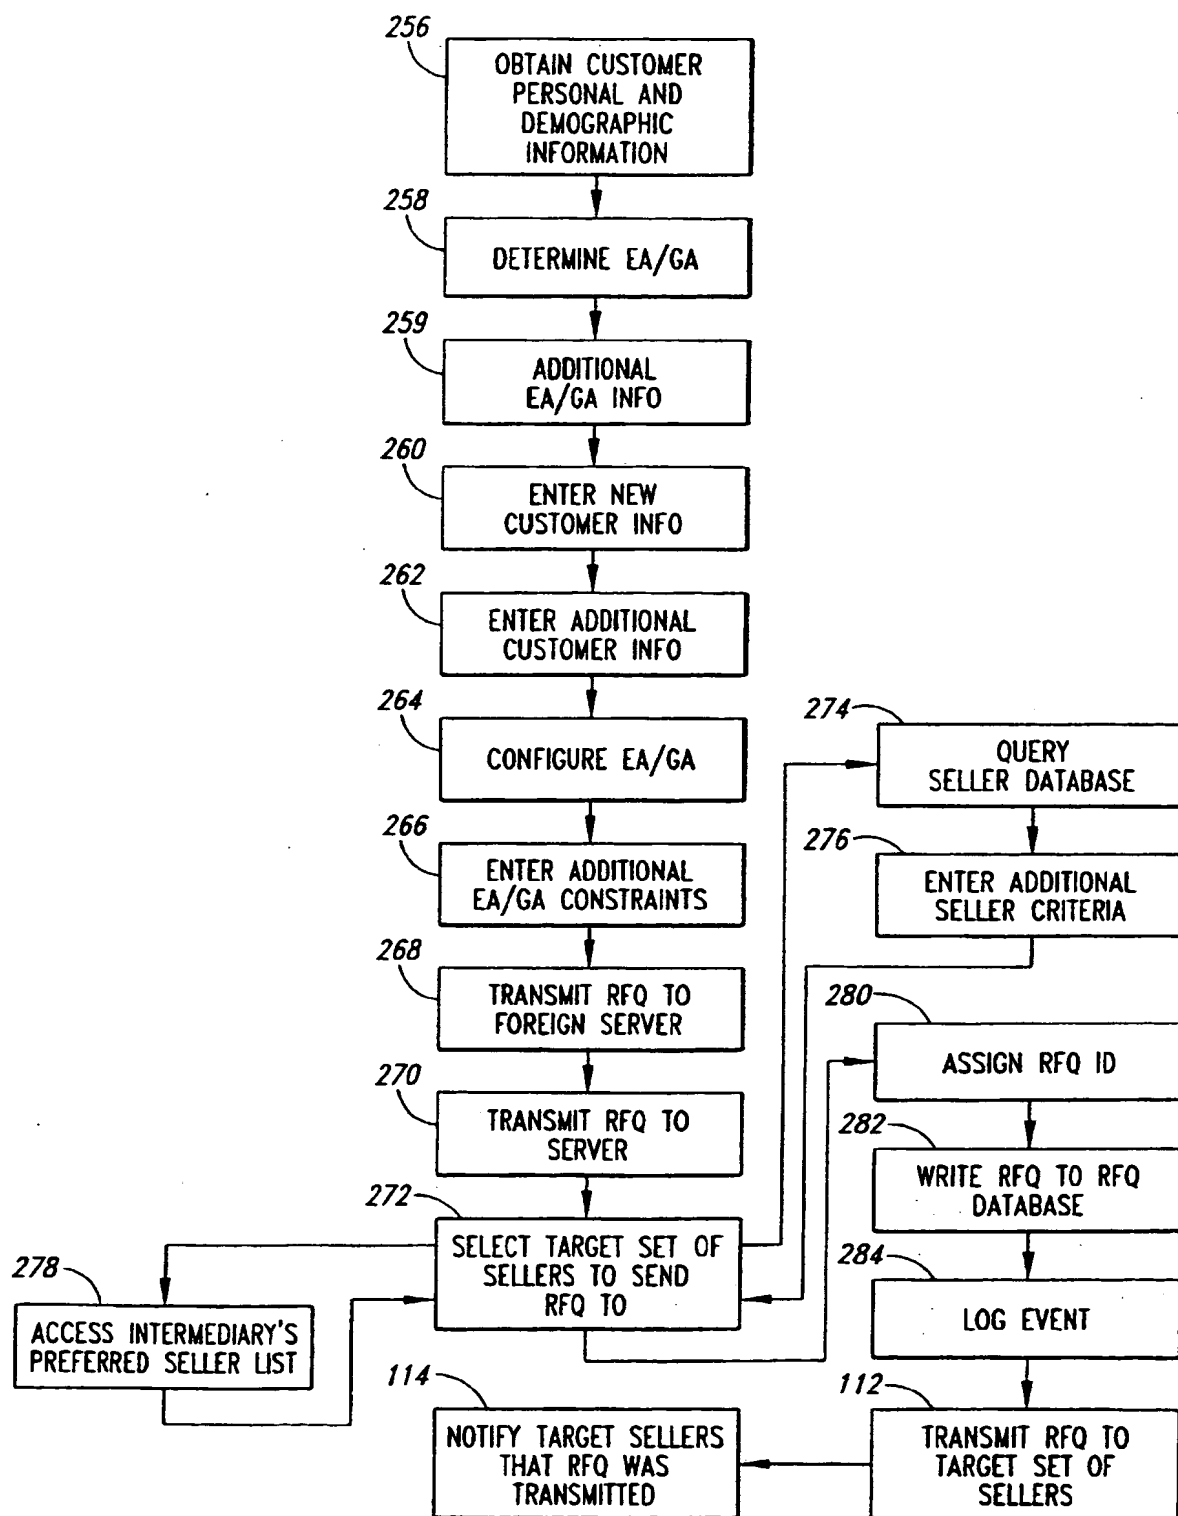 256
OBTAIN CUSTOMER
PERSONAL AND
DEMOGRAPHIC
INFORMATION
258
DETERMINE EA/GA
259
ADDITIONAL
EA/GA INFO
260
ENTER NEW
CUSTOMER INFO
262
ENTER ADDITIONAL
CUSTOMER INFO
264
CONFIGURE EA/GA
266
ENTER ADDITIONAL
EA/GA CONSTRAINTS
268
TRANSMIT RFQ TO
FOREIGN SERVER
270
TRANSMIT RFQ TO
SERVER
272
SELECT TARGET SET OF
SELLERS TO SEND
RFQ TO
274
QUERY
SELLER DATABASE
276
ENTER ADDITIONAL
SELLER CRITERIA
278
ACCESS INTERMEDIARY'S
PREFERRED SELLER LIST
280
ASSIGN RFQ ID
282
WRITE RFQ TO RFQ
DATABASE
284
LOG EVENT
112
TRANSMIT RFQ TO
TARGET SET OF
SELLERS
114
NOTIFY TARGET SELLERS
THAT RFQ WAS
TRANSMITTED